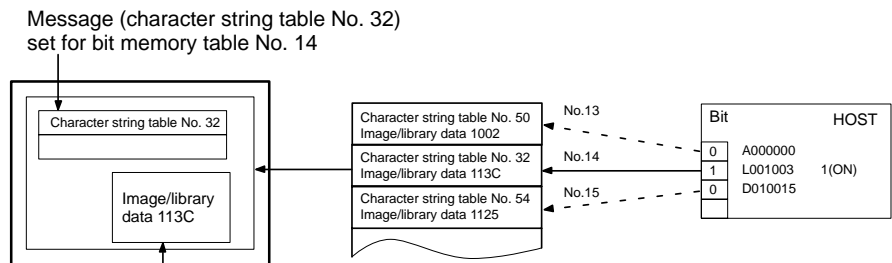 Message (character string table No. 32)
set for bit memory table No. 14
Character string table No. 32
Image/library
data 113C
Character string table No. 50
Image/library data 1002
Character string table No. 32
Image/library data 113C
Character string table No. 54
Image/library data 1125
No.13
No.14
No.15
Bit HOST
0 A000000
1 L001003 1(ON)
0 D010015